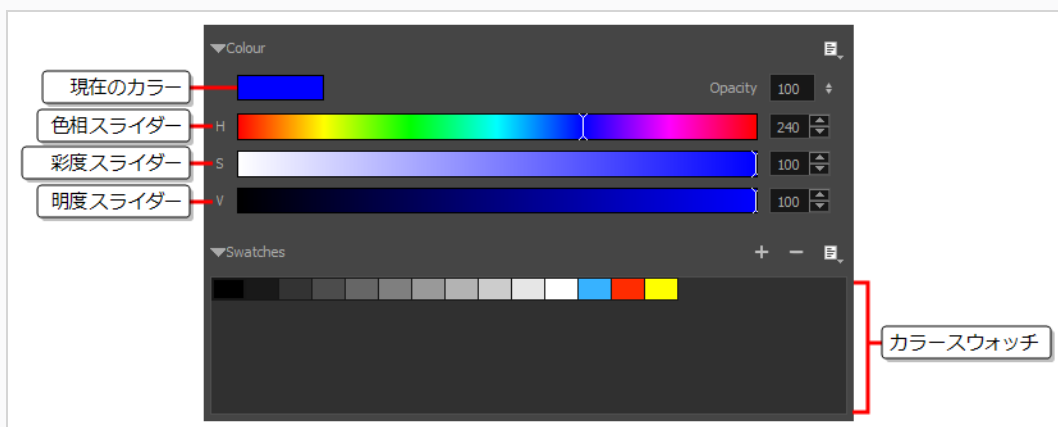 Colour
現在のカラー
Opacity 100
色相スライダー H 240
彩度スライダー S 100
明度スライダー V 100
Swatches + −
カラースウォッチ